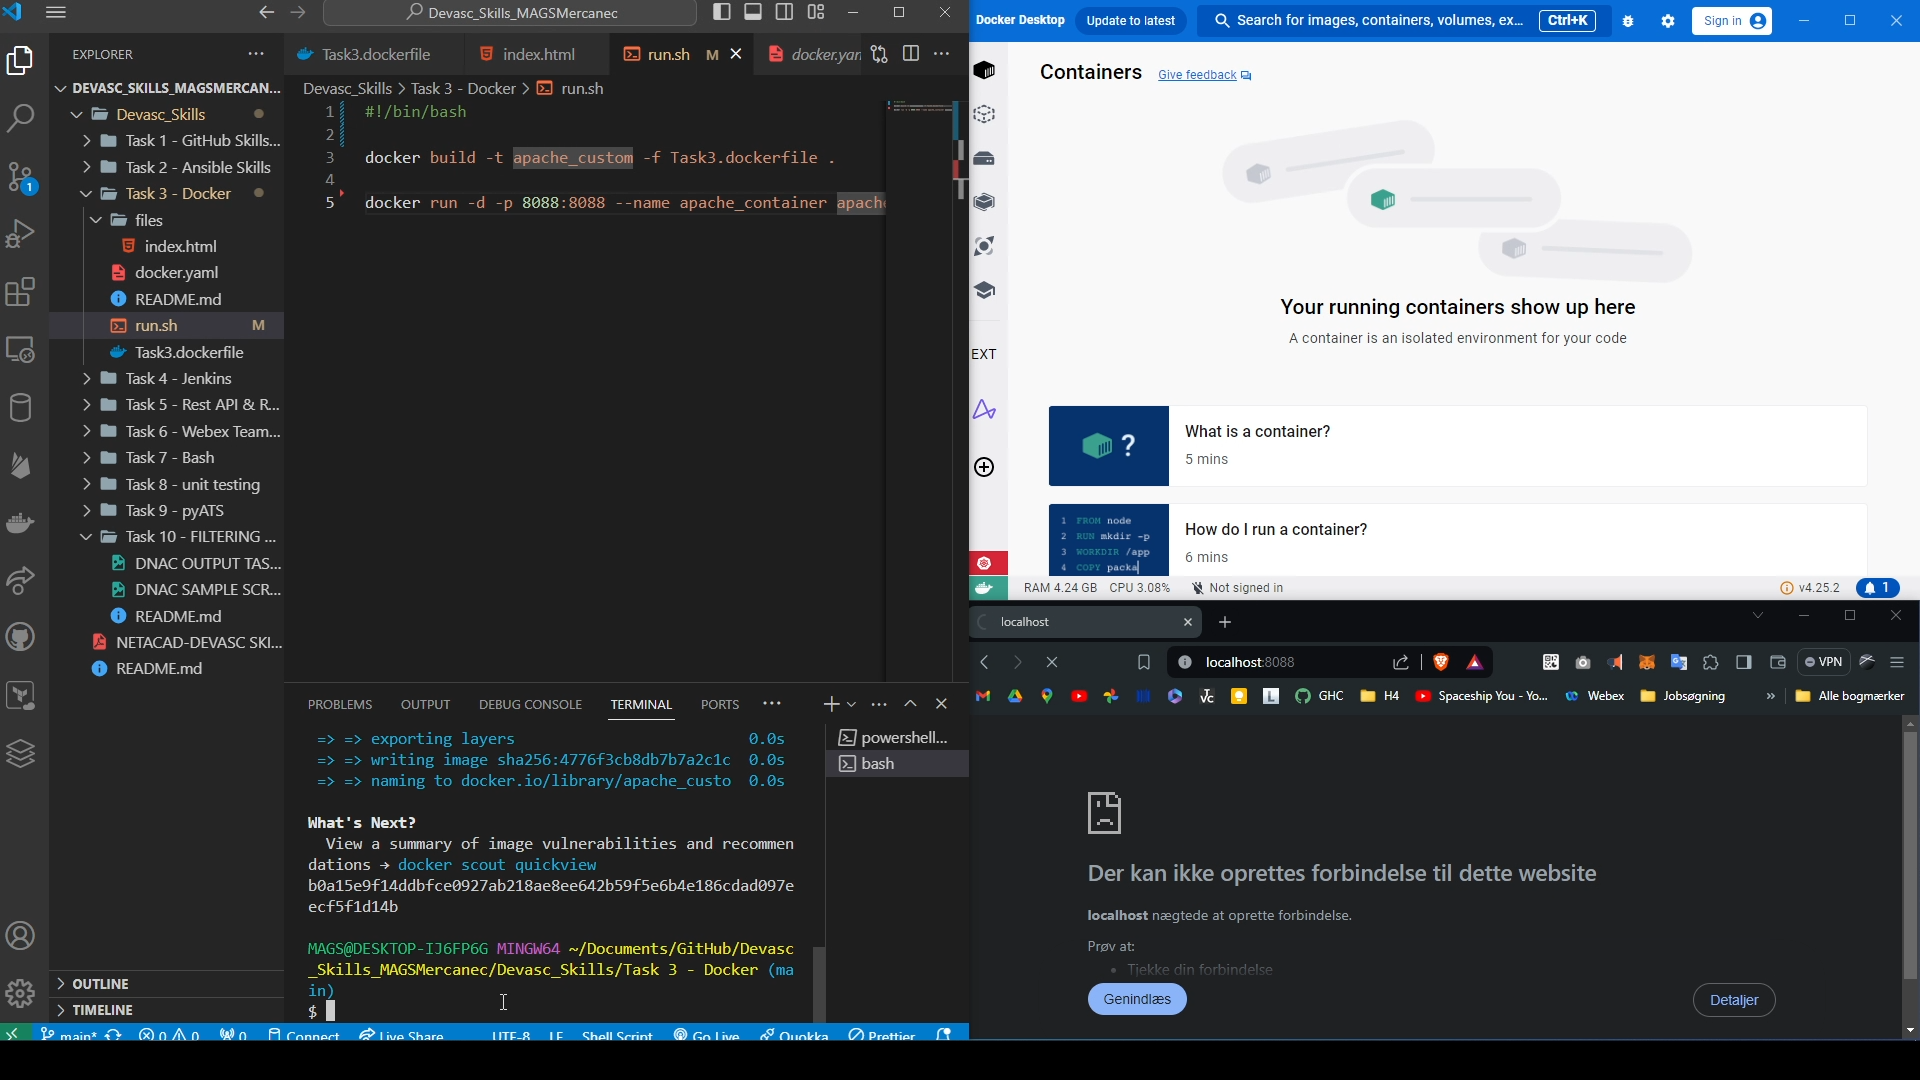 Devasc_Skills_MAGSMercanec
EXPLORER
DEVASC_SKILLS_MAGSMERCAN...
Devasc_Skills
Task 1 - GitHub Skills...
Task 2 - Ansible Skills
Task 3 - Docker
files
index.html
docker.yaml
README.md
run.sh M
Task3.dockerfile
Task 4 - Jenkins
Task 5 - Rest API & R...
Task 6 - Webex Team...
Task 7 - Bash
Task 8 - unit testing
Task 9 - pyATS
Task 10 - FILTERING ...
DNAC OUTPUT TAS...
DNAC SAMPLE SCR...
README.md
NETACAD-DEVASC SKI...
README.md
OUTLINE
TIMELINE
1
Task3.dockerfile index.html run.sh M docker.yar
Devasc_Skills > Task 3 - Docker > run.sh
1 #!/bin/bash
2
3 docker build -t apache_custom -f Task3.dockerfile .
4
5 docker run -d -p 8088:8088 --name apache_container apach
PROBLEMS OUTPUT DEBUG CONSOLE TERMINAL PORTS
powershell...
bash
=> => exporting layers 0.0s
=> => writing image sha256:4776f3cb8db7b7a2c1c 0.0s
=> => naming to docker.io/library/apache_custo 0.0s
What's Next?
View a summary of image vulnerabilities and recommen
dations → docker scout quickview
b0a15e9f14ddbfce0927ab218ae8ee642b59f5e6b4e186cdad097e
ecf5f1d14b
MAGS@DESKTOP-IJ6FP6G MINGW64 ~/Documents/GitHub/Devasc
_Skills_MAGSMercanec/Devasc_Skills/Task 3 - Docker (ma
in)
$
main* 0 0 0 Connect Live Share UTF-8 LF Shell Script Go Live Quokka Prettier
Docker Desktop Update to latest Search for images, containers, volumes, ex... Ctrl+K Sign in
Containers Give feedback
EXT
Your running containers show up here
A container is an isolated environment for your code
?
What is a container?
5 mins
1 FROM node
2 RUN mkdir -p
3 WORKDIR /app
4 COPY packa
How do I run a container?
6 mins
RAM 4.24 GB CPU 3.08% Not signed in v4.25.2 1
localhost
localhost:8088 VPN
GHC H4 Spaceship You - Yo... Webex Jobsøgning » Alle bogmærker
Der kan ikke oprettes forbindelse til dette website
localhost nægtede at oprette forbindelse.
Prøv at:
• Tjekke din forbindelse
Genindlæs Detaljer